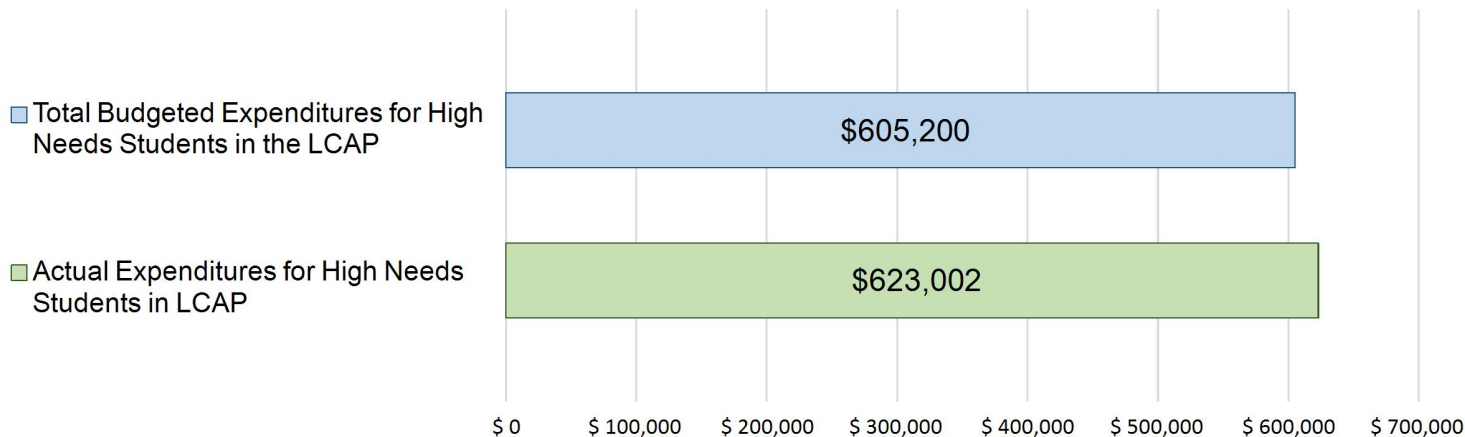 Total Budgeted Expenditures for High
Needs Students in the LCAP
$605,200
Actual Expenditures for High Needs
Students in LCAP
$623,002
$ 0 $ 100,000 $ 200,000 $ 300,000 $ 400,000 $ 500,000 $ 600,000 $ 700,000